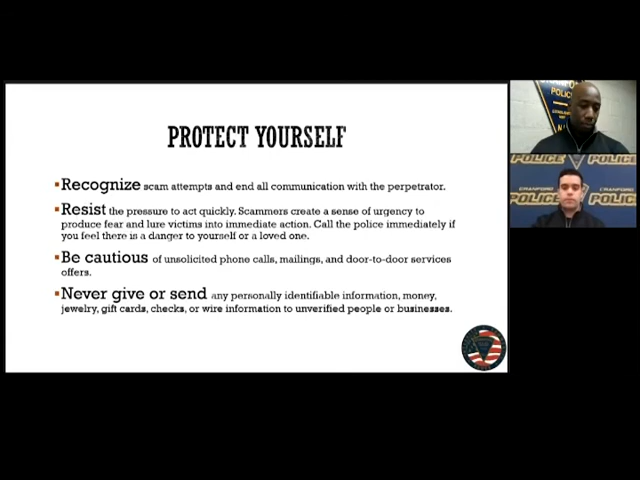 PROTECT YOURSELF
▪Recognize scam attempts and end all communication with the perpetrator.
▪Resist the pressure to act quickly. Scammers create a sense of urgency to
produce fear and lure victims into immediate action. Call the police immediately if
you feel there is a danger to yourself or a loved one.
▪Be cautious of unsolicited phone calls, mailings, and door-to-door services
offers.
▪Never give or send any personally identifiable information, money,
jewelry, gift cards, checks, or wire information to unverified people or businesses.
POLICE
POLICE POLICE
CRANFORD CRANFORD
POLICE POLICE